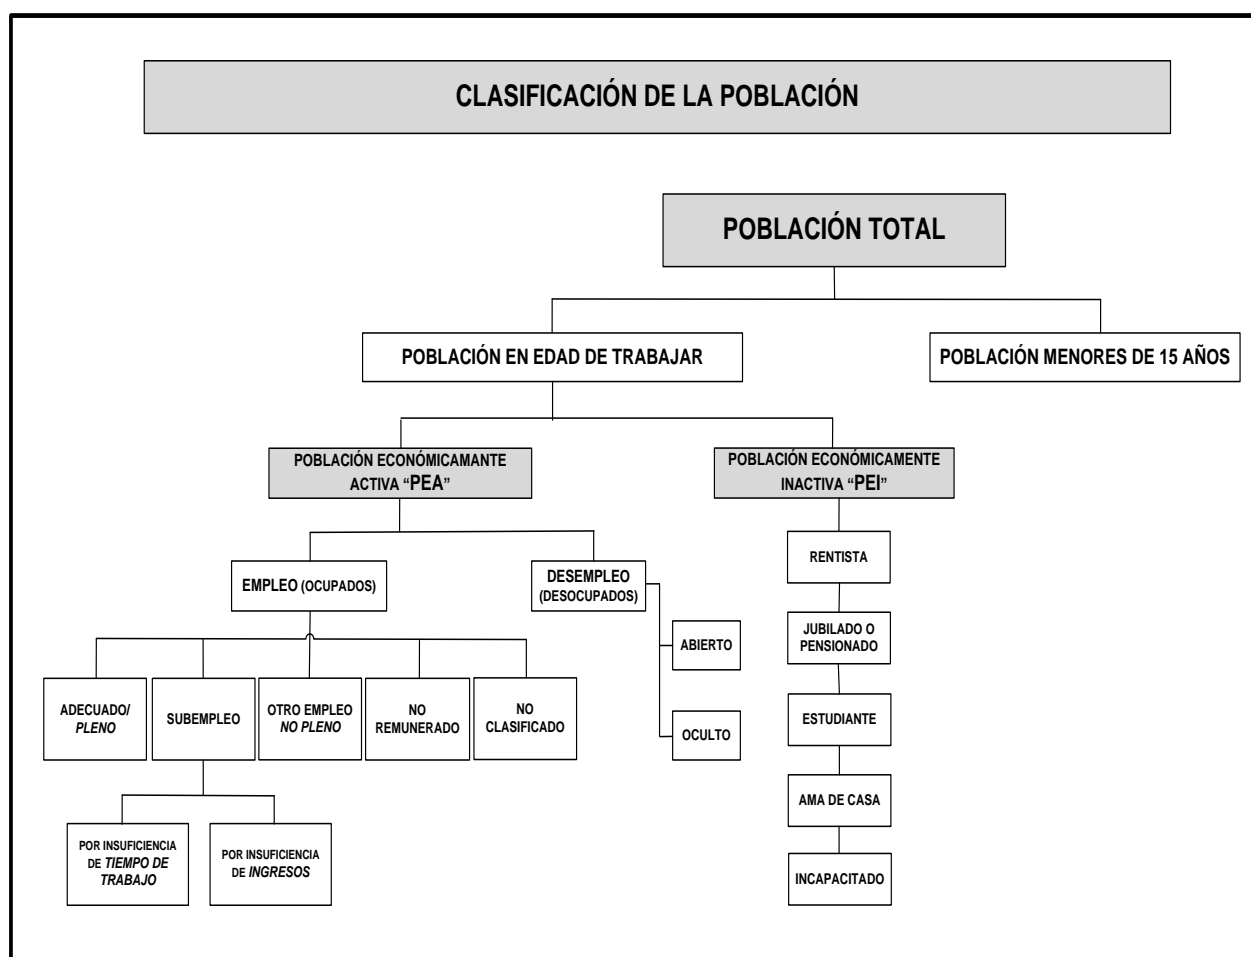 CLASIFICACIÓN DE LA POBLACIÓN
POBLACIÓN TOTAL
POBLACIÓN EN EDAD DE TRABAJAR
POBLACIÓN MENORES DE 15 AÑOS
POBLACIÓN ECONÓMICAMANTE
ACTIVA “PEA”
POBLACIÓN ECONÓMICAMENTE
INACTIVA “PEI”
EMPLEO (OCUPADOS)
DESEMPLEO
(DESOCUPADOS)
ABIERTO
OCULTO
ADECUADO/
PLENO
SUBEMPLEO
OTRO EMPLEO
NO PLENO
NO
REMUNERADO
NO
CLASIFICADO
POR INSUFICIENCIA
DE TIEMPO DE
TRABAJO
POR INSUFICIENCIA
DE INGRESOS
RENTISTA
JUBILADO O
PENSIONADO
ESTUDIANTE
AMA DE CASA
INCAPACITADO